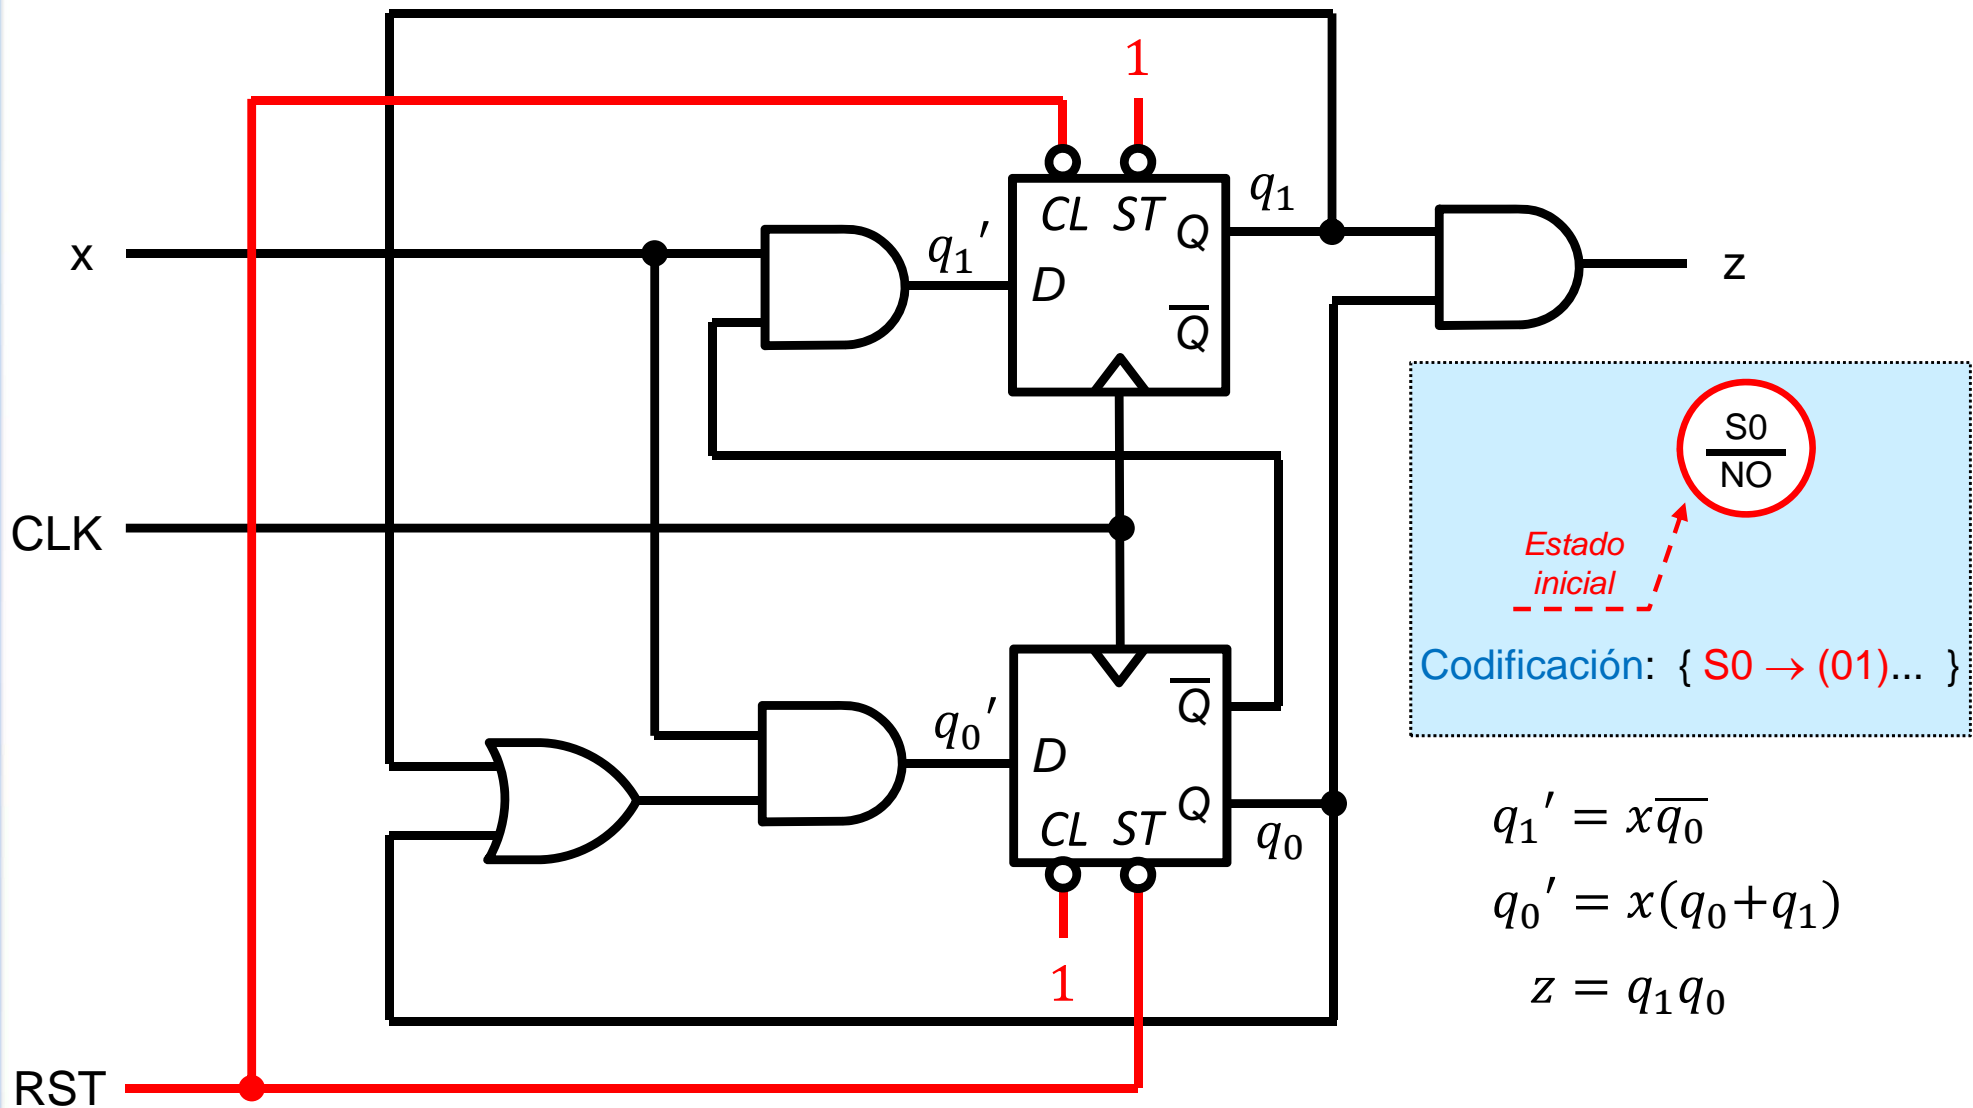 1
CL ST Q
D
Q̅
q₁
q₁′
x
z
CLK
S0
NO
Estado
inicial
Codificación: { S0 → (01)... }
Q̅
D
Q
CL ST
q₀′
q₀
1
RST
q₁′ = xq̅₀
q₀′ = x(q₀+q₁)
z = q₁q₀